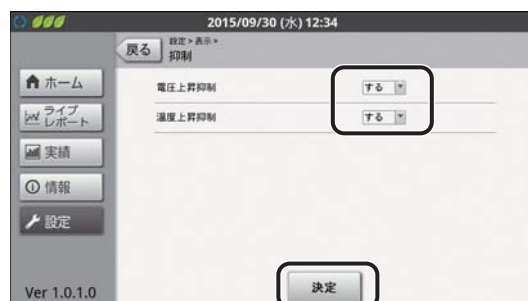 2015/09/30 (水) 12:34
戻る
設定 > 表示 >
抑制
ホーム
ライブ
レポート
実績
情報
設定
電圧上昇抑制
する
温度上昇抑制
する
決定
Ver 1.0.1.0